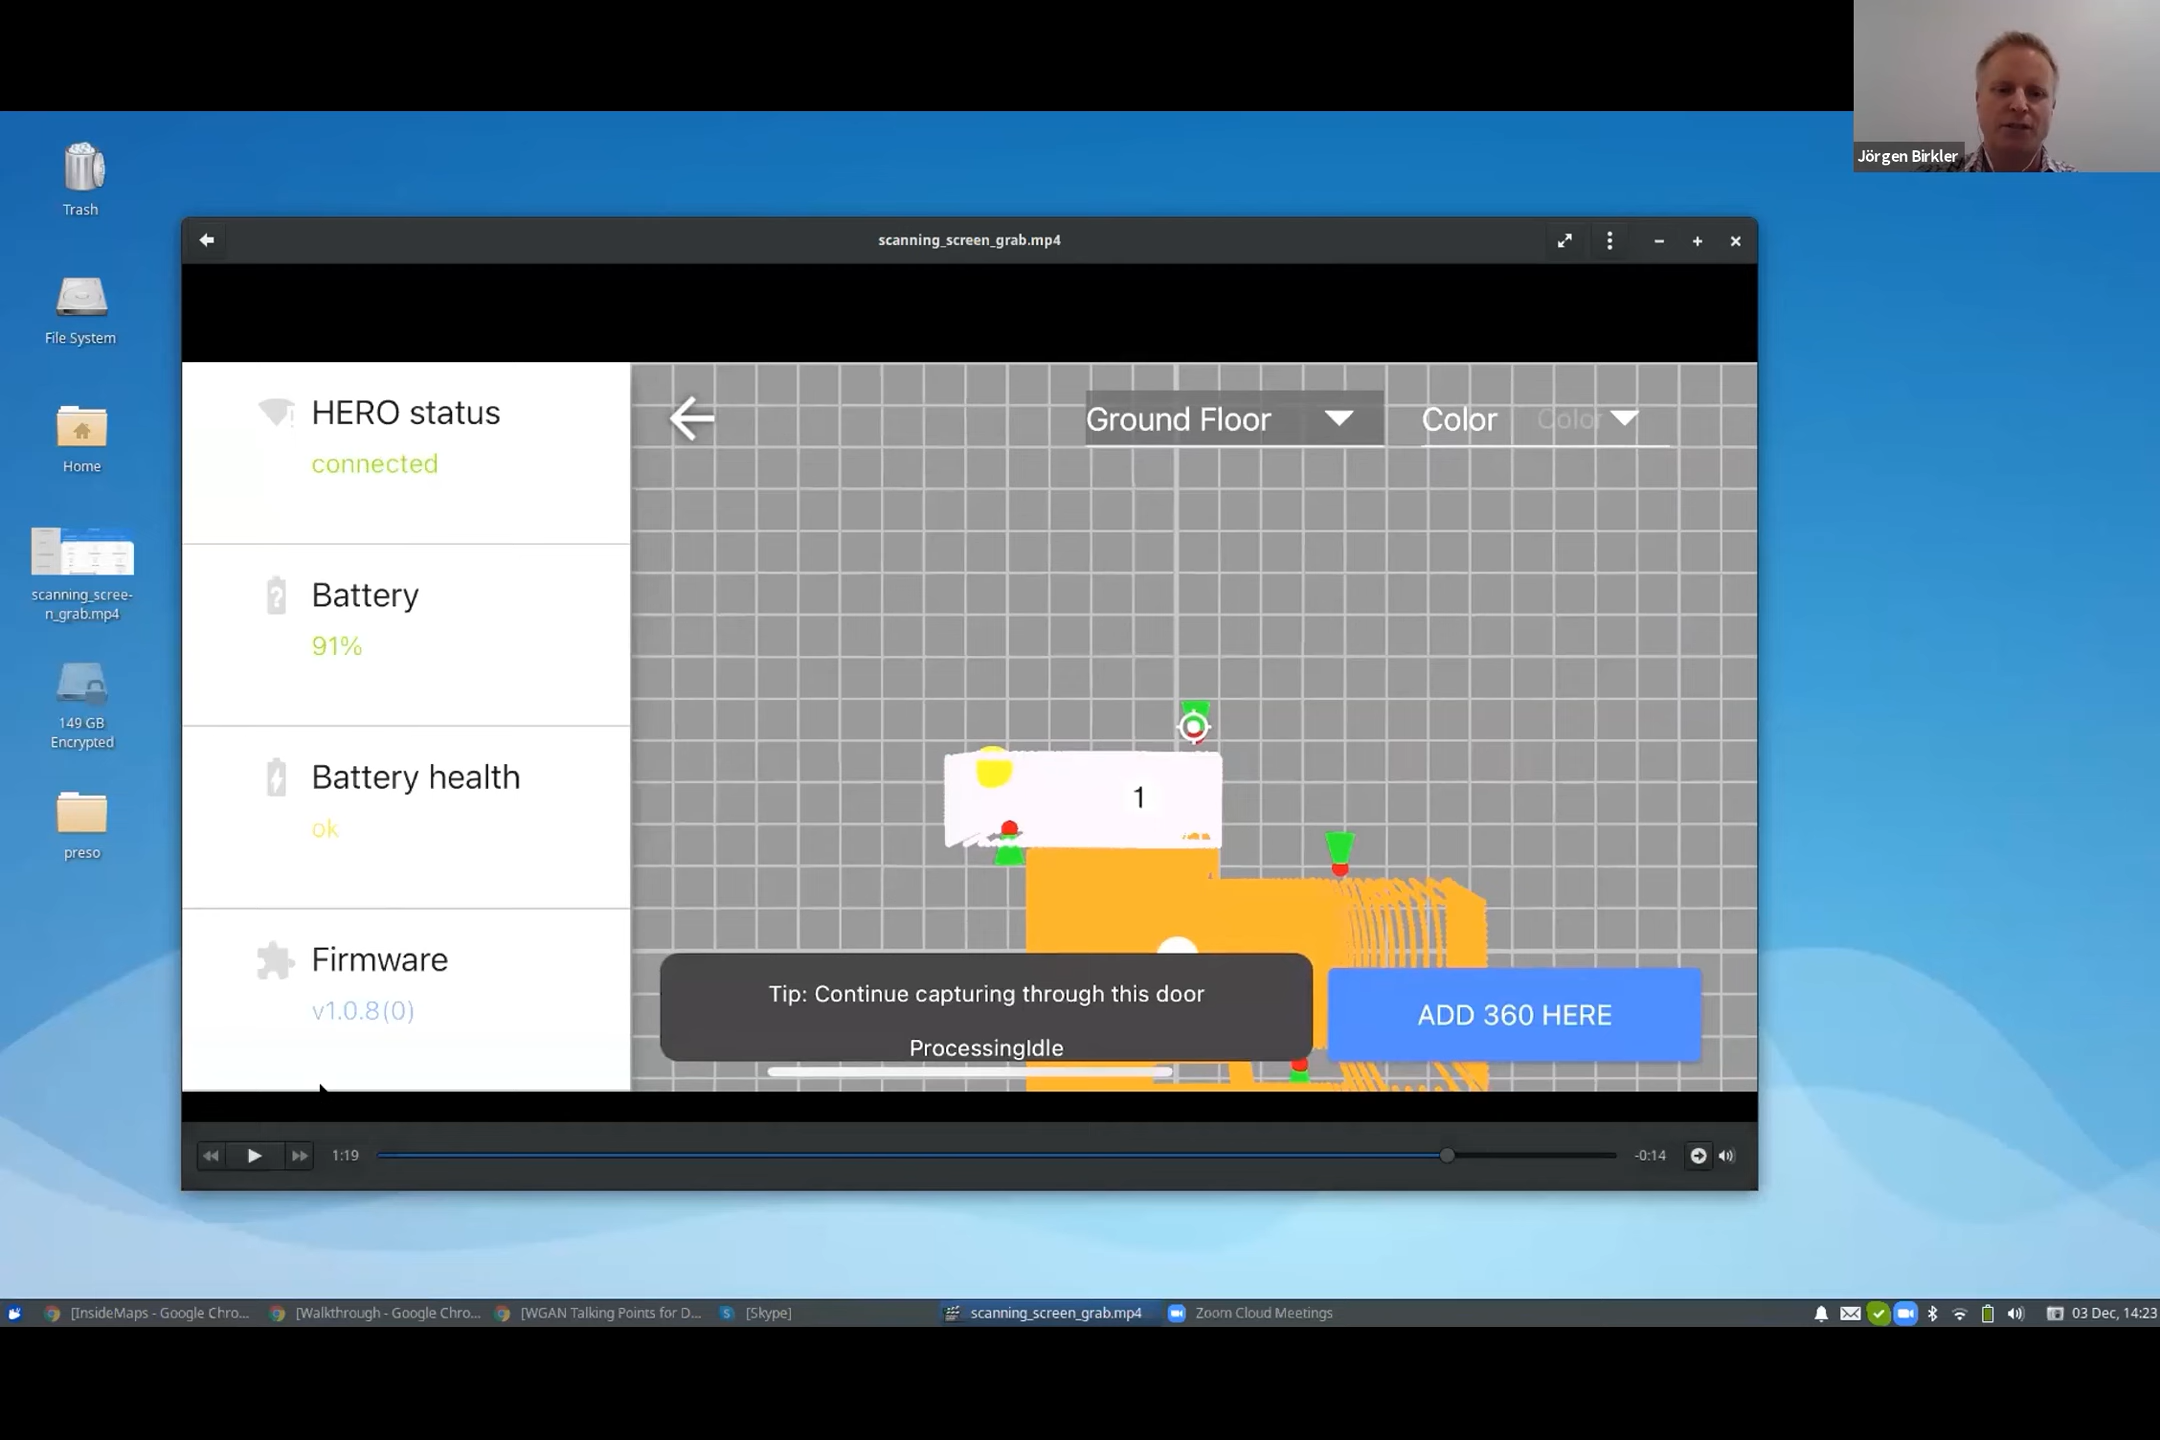 Jörgen Birkler
Trash
File System
Home
scanning_scree-
n_grab.mp4
149 GB
Encrypted
preso
scanning_screen_grab.mp4
HERO status
connected
Battery
91%
Battery health
ok
Firmware
v1.0.8(0)
Ground Floor
Color Color
1
Tip: Continue capturing through this door
ProcessingIdle
ADD 360 HERE
1:19
-0:14
[InsideMaps - Google Chro...
[Walkthrough - Google Chro...
[WGAN Talking Points for D...
[Skype]
scanning_screen_grab.mp4
Zoom Cloud Meetings
03 Dec, 14:23